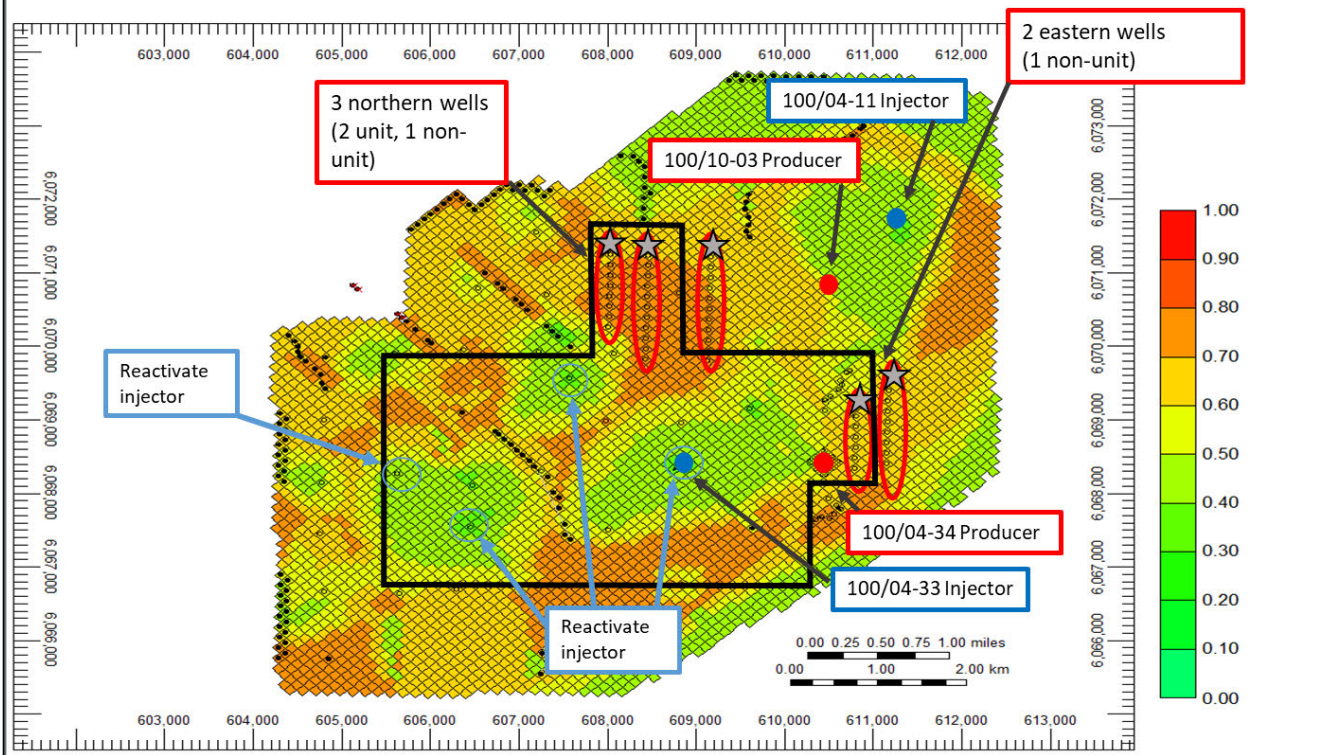 2 eastern wells
(1 non-unit)
603,000 604,000 605,000 606,000 607,000 608,000 609,000 610,000 611,000 612,000
3 northern wells
(2 unit, 1 non-
unit)
100/04-11 Injector
100/10-03 Producer
6,072,000
6,071,000
6,070,000
6,069,000
6,068,000
6,067,000
6,066,000
6,073,000
6,072,000
6,071,000
6,070,000
6,069,000
6,068,000
6,067,000
6,066,000
1.00
0.90
0.80
0.70
0.60
0.50
0.40
0.30
0.20
0.10
0.00
Reactivate
injector
100/04-34 Producer
100/04-33 Injector
Reactivate
injector
0.00 0.25 0.50 0.75 1.00 miles
0.00 1.00 2.00 km
603,000 604,000 605,000 606,000 607,000 608,000 609,000 610,000 611,000 612,000 613,000